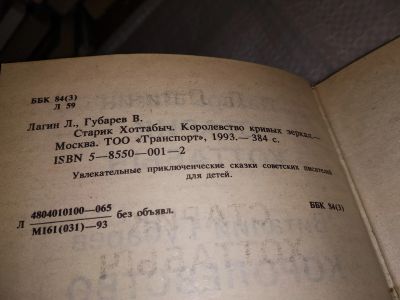 ББК 84(3)
Л 59
Лагин Л., Губарев В.
Старик Хоттабыч. Королевство кривых зеркал.—
Москва. ТОО «Транспорт», 1993.— 384 с.
ISBN 5—8550—001—2
Увлекательные приключенческие сказки советских писателей
для детей.
Л 4804010100—065 без объявл.
М161(031)—93
ББК 84(3)